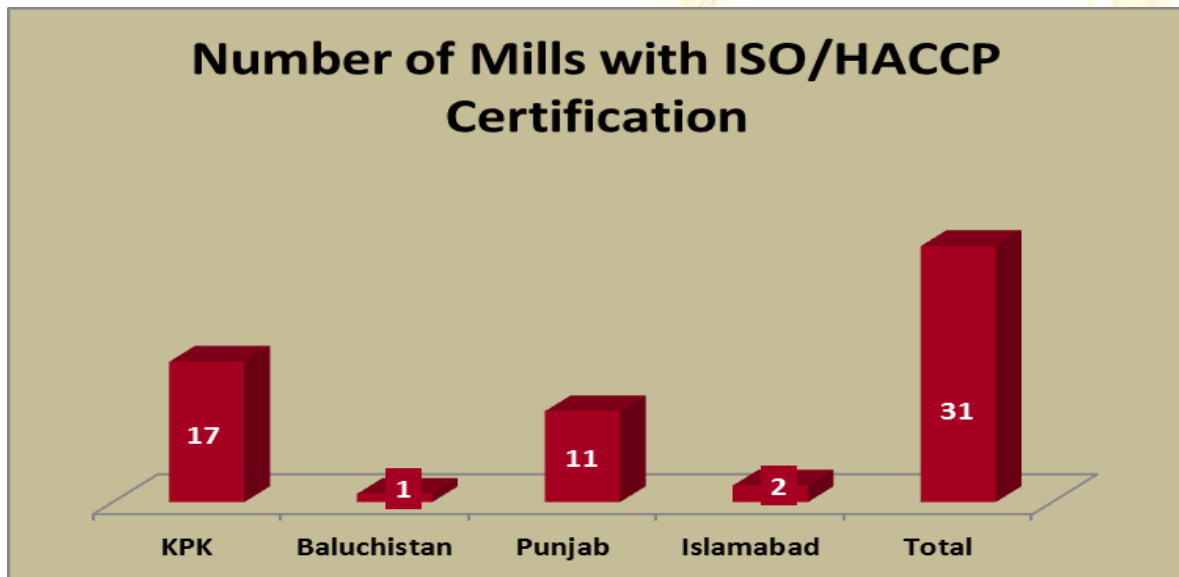 Number of Mills with ISO/HACCP
Certification
17
1
11
2
31
KPK
Baluchistan
Punjab
Islamabad
Total